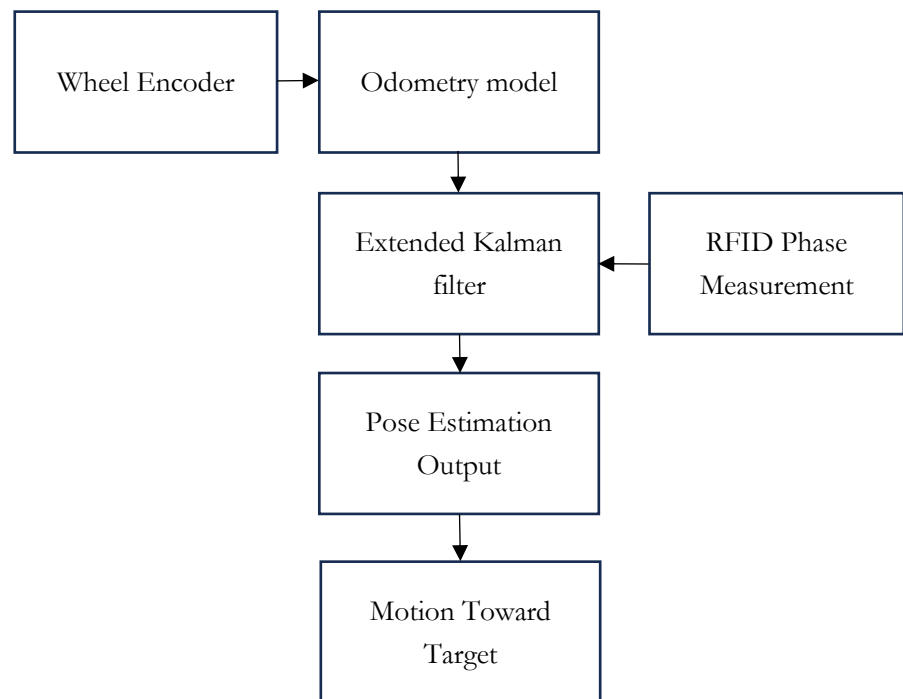 Wheel Encoder
Odometry model
Extended Kalman
filter
RFID Phase
Measurement
Pose Estimation
Output
Motion Toward
Target